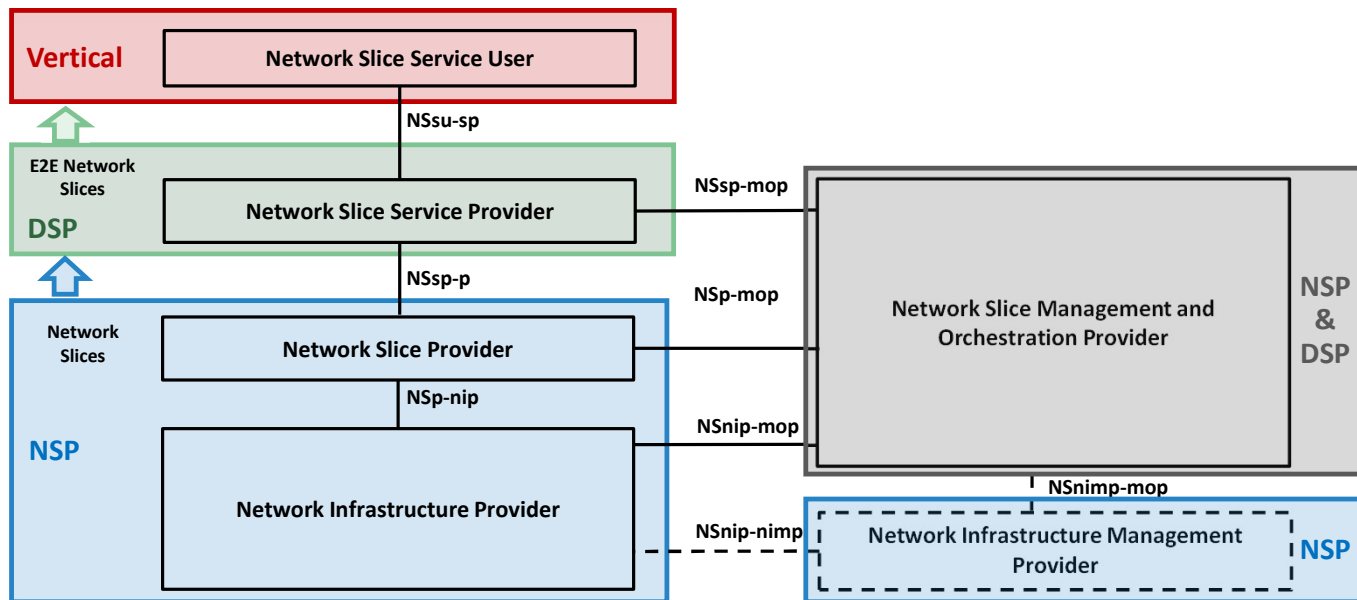 Vertical
Network Slice Service User
NSsu-sp
E2E Network
Slices
DSP
Network Slice Service Provider
NSsp-mop
NSsp-p
NSp-mop
Network
Slices
Network Slice Provider
NSp-nip
NSP
Network Infrastructure Provider
NSnip-mop
Network Slice Management and
Orchestration Provider
NSP
&
DSP
NSnimp-mop
NSnip-nimp
Network Infrastructure Management
Provider
NSP